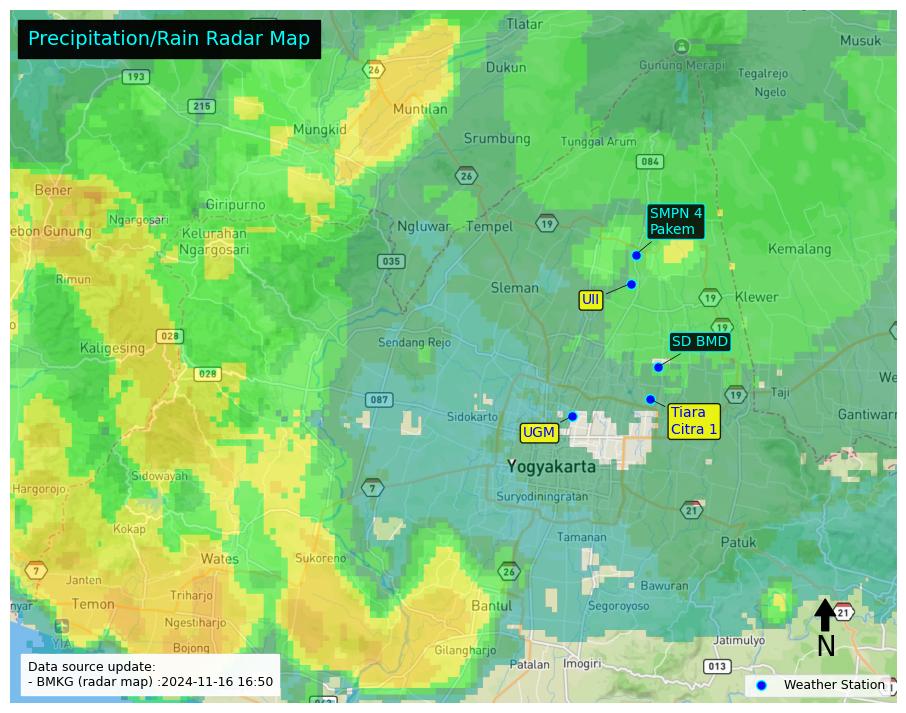 Precipitation/Rain Radar Map
Tlatar
Musuk
26
193
Dukun
Gunung Merapi
Tegalrejo
Ngelo
215
Muntilan
Mungkid
Srumbung
Tunggal Arum
084
26
Bener
Giripurno
SMPN 4
Pakem
Ngargosari
ebon Gunung
Kelurahan
Ngargosari
Ngluwar
Tempel
19
Kemalang
035
Rimun
Sleman
UII
19
Klewer
19
028
Kaligesing
Sendang Rejo
SD BMD
028
087
19
Taji
We
Sidokarto
Tiara
Citra 1
Gantiwarn
UGM
Yogyakarta
Sidowayah
Hargorojo
7
Suryodiningratan
21
Kokap
Tamanan
Patuk
Wates
Sukoreno
7
26
Janten
Bawuran
Triharjo
nyar
Temon
Bantul
Segoroyoso
21
Ngestiharjo
YIA
N
Jatimulyo
Bojong
Gilangharjo
Patalan
Imogiri
013
Data source update:
- BMKG (radar map) :2024-11-16 16:50
Weather Station